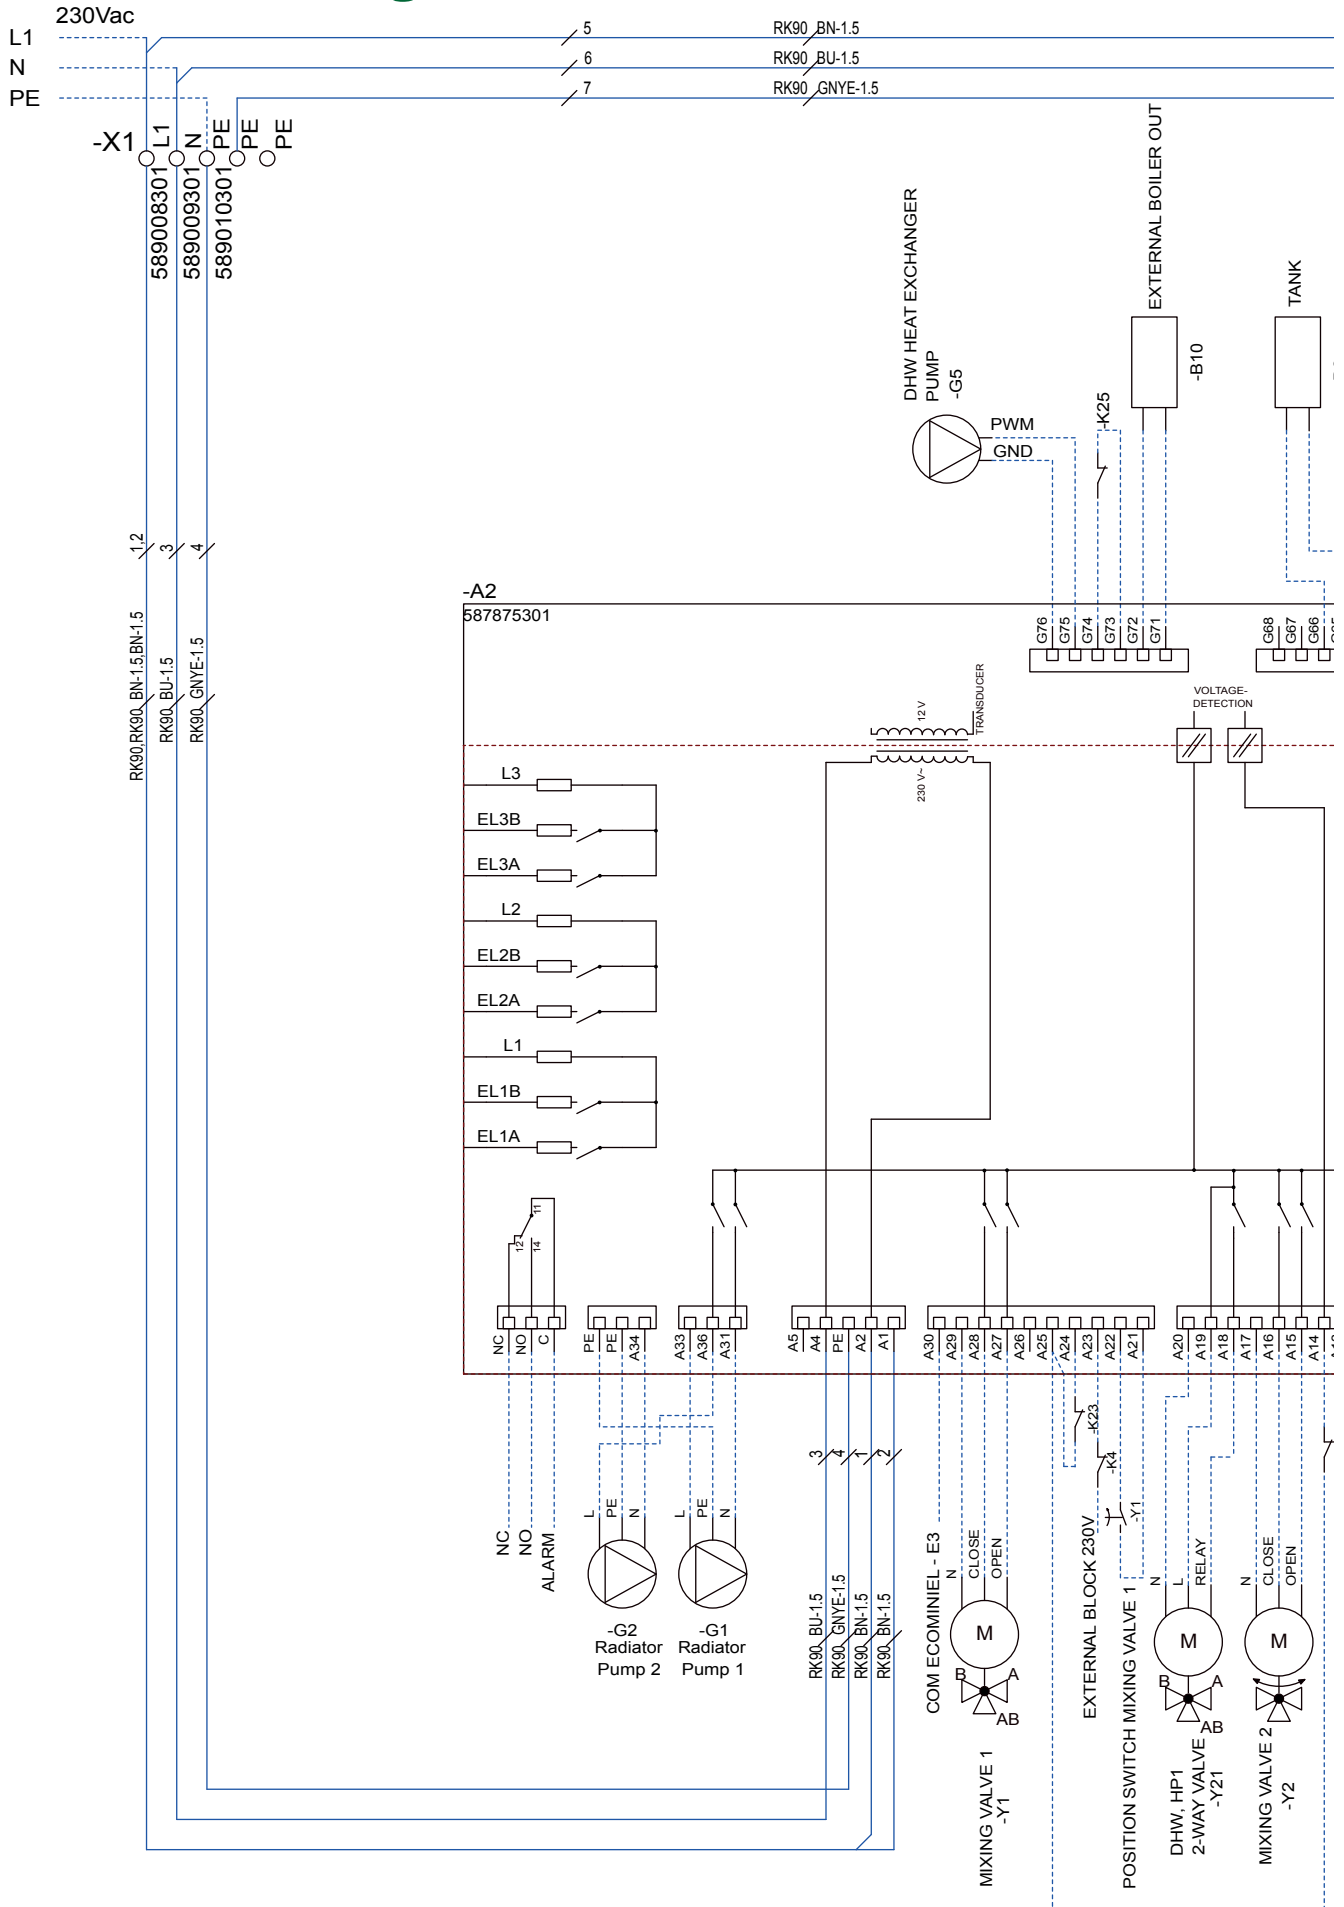 230Vac
L1
N
PE
5
6
7
RK90 BN-1.5
RK90 BU-1.5
RK90 GNYE-1.5
-X1
L1
N
PE
PE
PE
589008301
589009301
589010301
1,2
3
4
RK90,RK90 BN-1.5,BN-1.5
RK90 BU-1.5
RK90 GNYE-1.5
DHW HEAT EXCHANGER
PUMP
-G5
PWM
GND
-K25
EXTERNAL BOILER OUT
-B10
TANK
-A2
587875301
G76
G75
G74
G73
G72
G71
G68
G67
G66
12 V
TRANSDUCER
230 V~
VOLTAGE-
DETECTION
L3
EL3B
EL3A
L2
EL2B
EL2A
L1
EL1B
EL1A
11
12
14
NC
NO
C
PE
PE
A34
A33
A36
A31
A5
A4
PE
A2
A1
A30
A29
A28
A27
A26
A25
A24
A23
A22
A21
A20
A19
A18
A17
A16
A15
A14
-K23
-K4
-Y1
3
4
1
2
NC
NO
ALARM
L
PE
N
L
PE
N
-G2
Radiator
Pump 2
-G1
Radiator
Pump 1
RK90 BU-1.5
RK90 GNYE-1.5
RK90 BN-1.5
RK90 BN-1.5
COM ECOMINIEL - E3
N
CLOSE
OPEN
M
B
A
AB
MIXING VALVE 1
-Y1
EXTERNAL BLOCK 230V
POSITION SWITCH MIXING VALVE 1
N
L
RELAY
M
B
A
AB
DHW, HP1
2-WAY VALVE
-Y21
N
CLOSE
OPEN
M
MIXING VALVE 2
-Y2